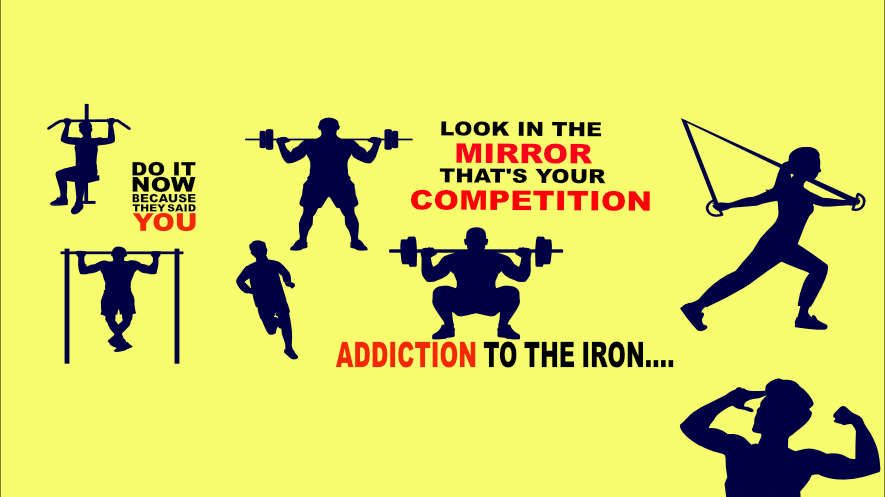 DO IT
NOW
BECAUSE
THEY SAID
YOU
LOOK IN THE
MIRROR
THAT'S YOUR
COMPETITION
ADDICTION TO THE IRON....